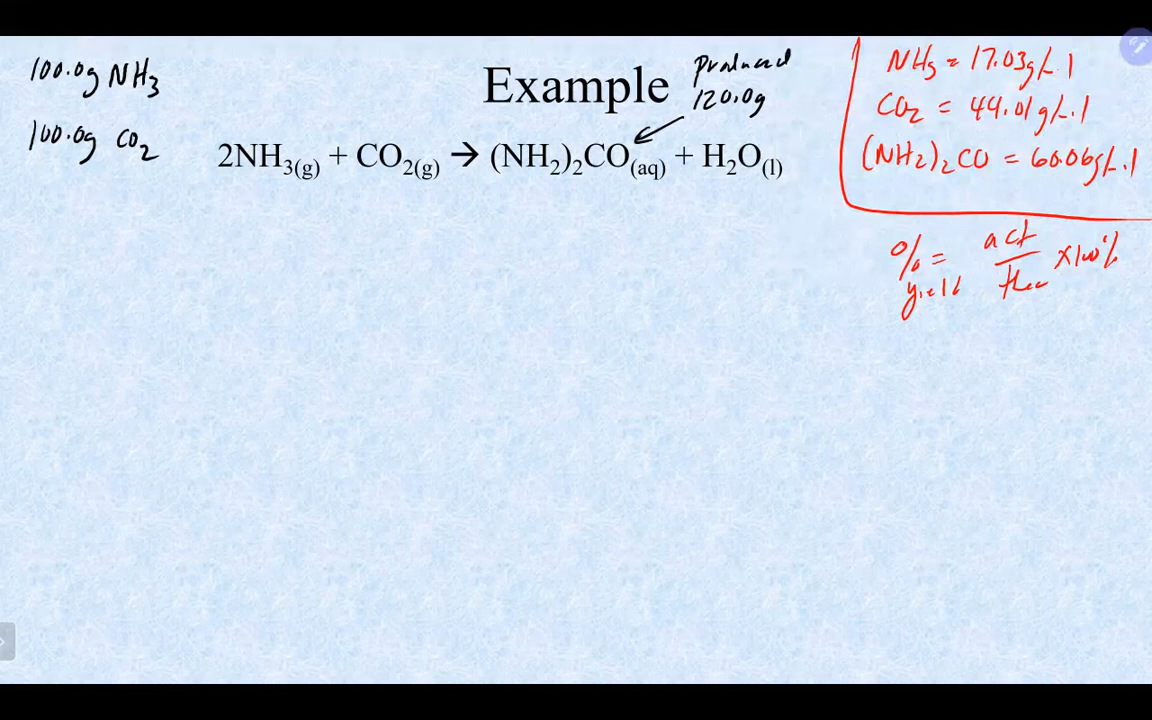 100.0g NH3
100.0g CO2
Example
Produced
120.0g
2NH3(g) + CO2(g) → (NH2)2CO(aq) + H2O(l)
NH3 = 17.03g/mol
CO2 = 44.01g/mol
(NH2)2CO = 60.06g/mol
% yield = act / theo x100%